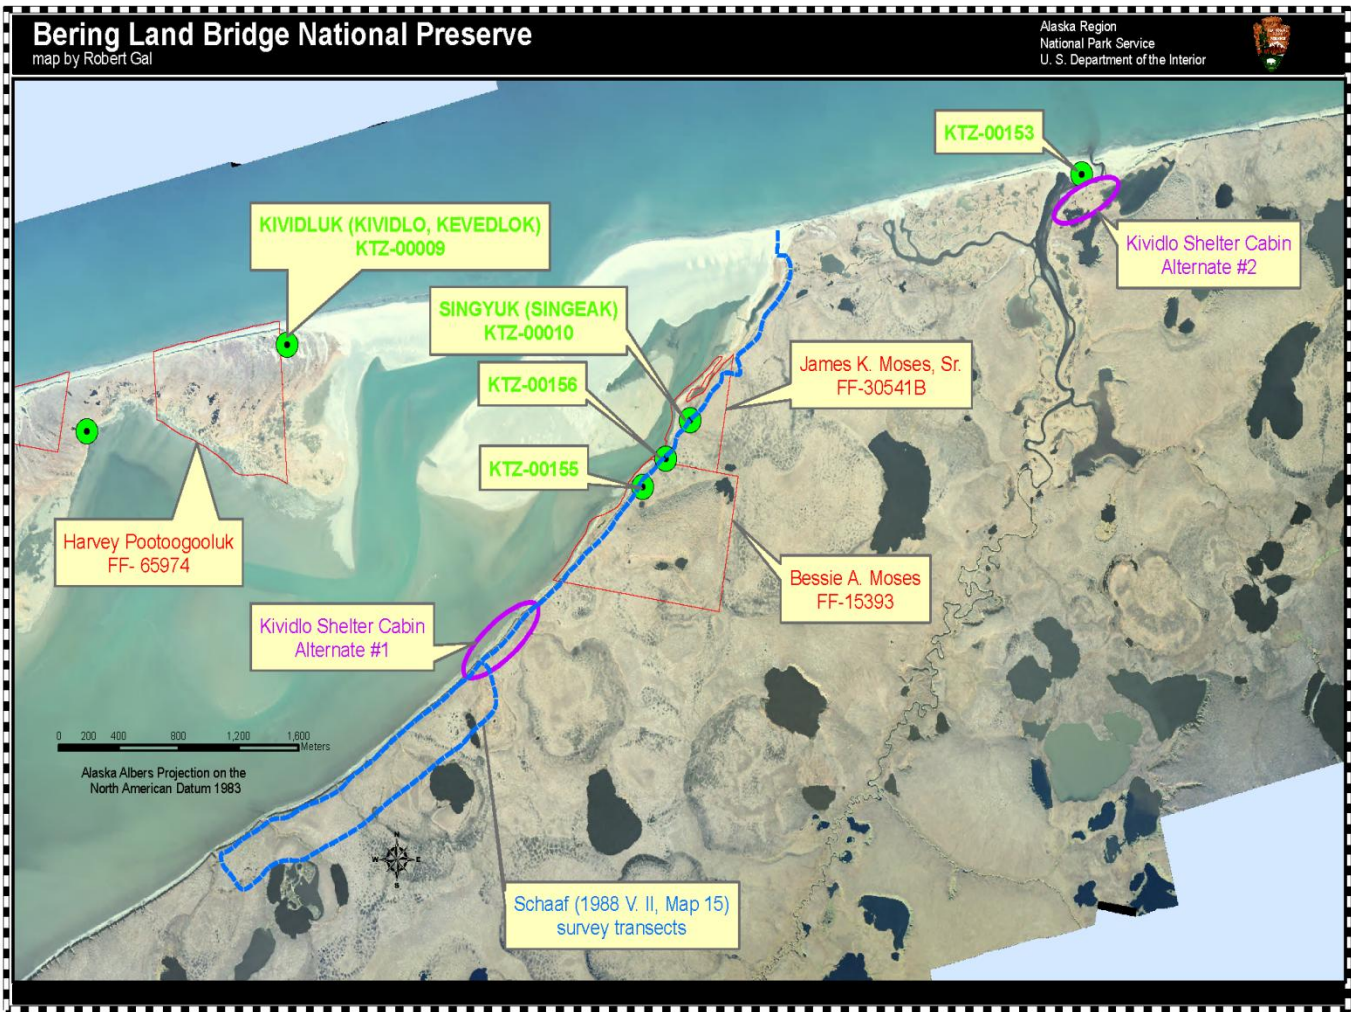 Bering Land Bridge National Preserve
map by Robert Gal
Alaska Region
National Park Service
U. S. Department of the Interior
KTZ-00153
KIVIDLUK (KIVIDLO, KEVEDLOK)
KTZ-00009
Kividlo Shelter Cabin
Alternate #2
SINGYUK (SINGEAK)
KTZ-00010
James K. Moses, Sr.
FF-30541B
KTZ-00156
KTZ-00155
Harvey Pootoogooluk
FF- 65974
Bessie A. Moses
FF-15393
Kividlo Shelter Cabin
Alternate #1
0 200 400 800 1,200 1,600
Meters
Alaska Albers Projection on the
North American Datum 1983
N
W E
S
Schaaf (1988 V. II, Map 15)
survey transects